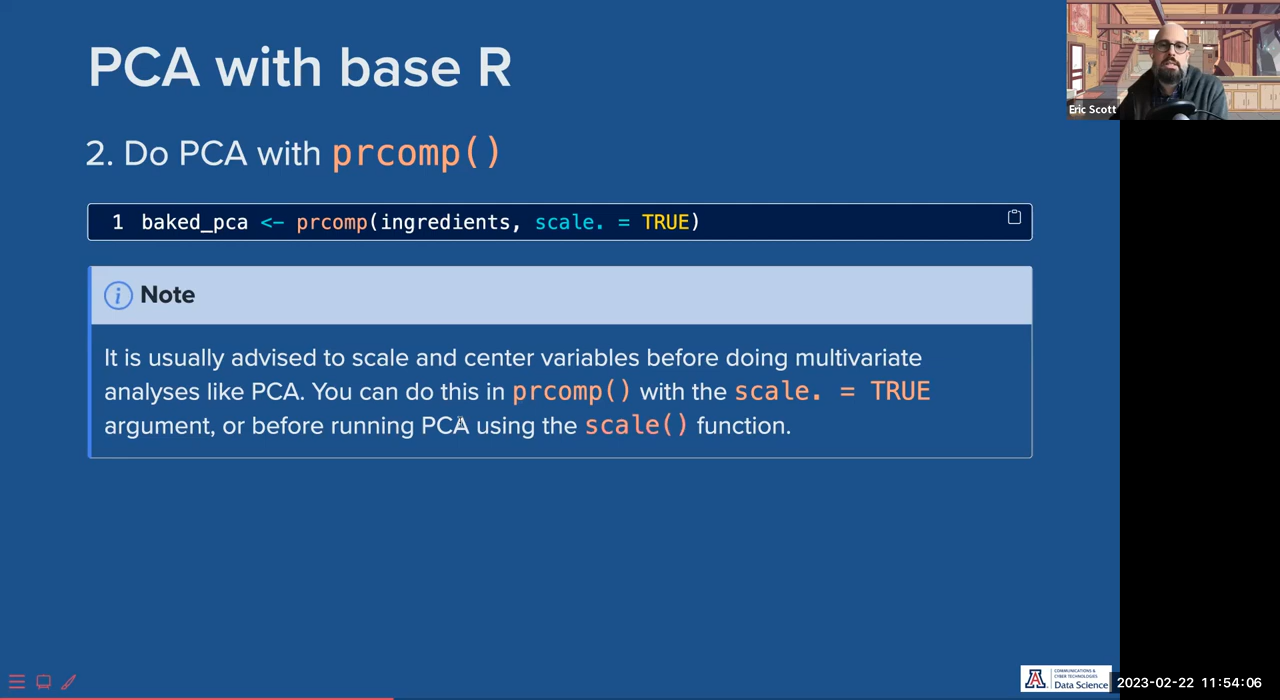 PCA with base R
Eric Scott
2. Do PCA with prcomp()
1 baked_pca <- prcomp(ingredients, scale. = TRUE)
Note
It is usually advised to scale and center variables before doing multivariate
analyses like PCA. You can do this in prcomp() with the scale. = TRUE
argument, or before running PCA using the scale() function.
COMMUNICATIONS &
CYBER TECHNOLOGIES
Data Science
2023-02-22 11:54:06